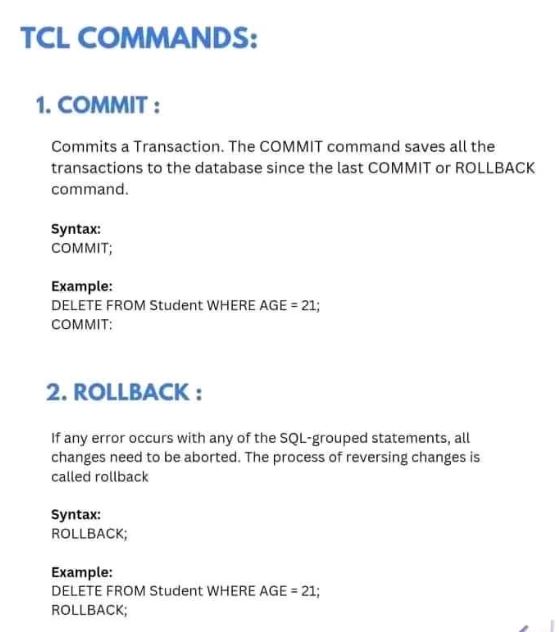 TCL COMMANDS:
1. COMMIT :
Commits a Transaction. The COMMIT command saves all the
transactions to the database since the last COMMIT or ROLLBACK
command.
Syntax:
COMMIT;
Example:
DELETE FROM Student WHERE AGE = 21;
COMMIT:
2. ROLLBACK :
If any error occurs with any of the SQL-grouped statements, all
changes need to be aborted. The process of reversing changes is
called rollback
Syntax:
ROLLBACK;
Example:
DELETE FROM Student WHERE AGE = 21;
ROLLBACK;